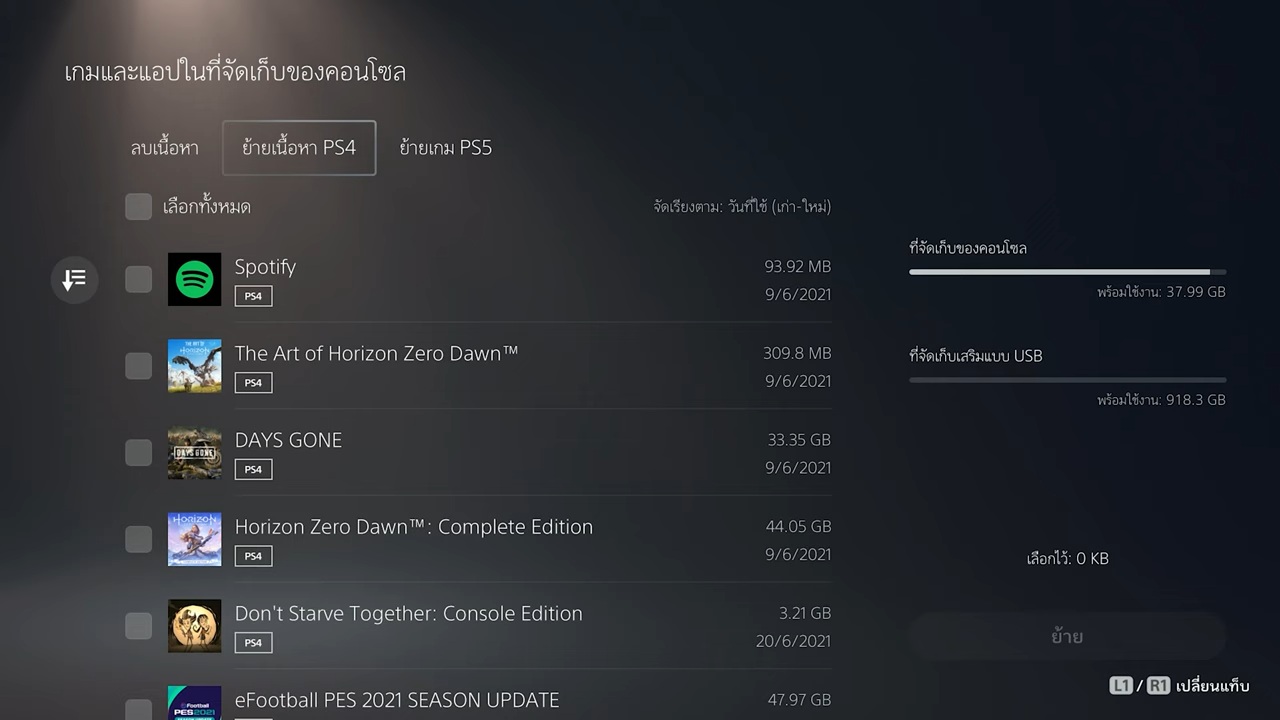 เกมและแอปในที่จัดเก็บของคอนโซล
ลบเนื้อหา
ย้ายเนื้อหา PS4
ย้ายเกม PS5
เลือกทั้งหมด
จัดเรียงตาม: วันที่ใช้ (เก่า-ใหม่)
Spotify
93.92 MB
PS4
9/6/2021
THE ART OF
HORIZON
The Art of Horizon Zero Dawn™
309.8 MB
PS4
9/6/2021
DAYS GONE
DAYS GONE
33.35 GB
PS4
9/6/2021
HORIZON
Horizon Zero Dawn™: Complete Edition
44.05 GB
PS4
9/6/2021
Don't Starve Together: Console Edition
3.21 GB
PS4
20/6/2021
eFootball
PES2021
SEASON UPDATE
eFootball PES 2021 SEASON UPDATE
47.97 GB
ที่จัดเก็บของคอนโซล
พร้อมใช้งาน: 37.99 GB
ที่จัดเก็บเสริมแบบ USB
พร้อมใช้งาน: 918.3 GB
เลือกไว้: 0 KB
ย้าย
L1 / R1 เปลี่ยนแท็บ